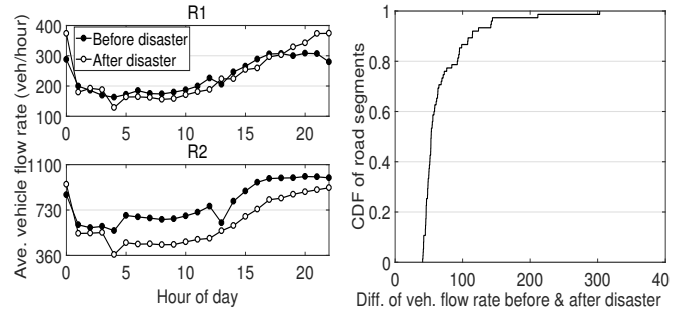 R1
400
300
200
100
Before disaster
After disaster
0 5 10 15 20
R2
1100
730
360
0 5 10 15 20
Hour of day
Ave. vehicle flow rate (veh/hour)
1
0.8
0.6
0.4
0.2
0
0 100 200 300 40
CDF of road segments
Diff. of veh. flow rate before & after disaster